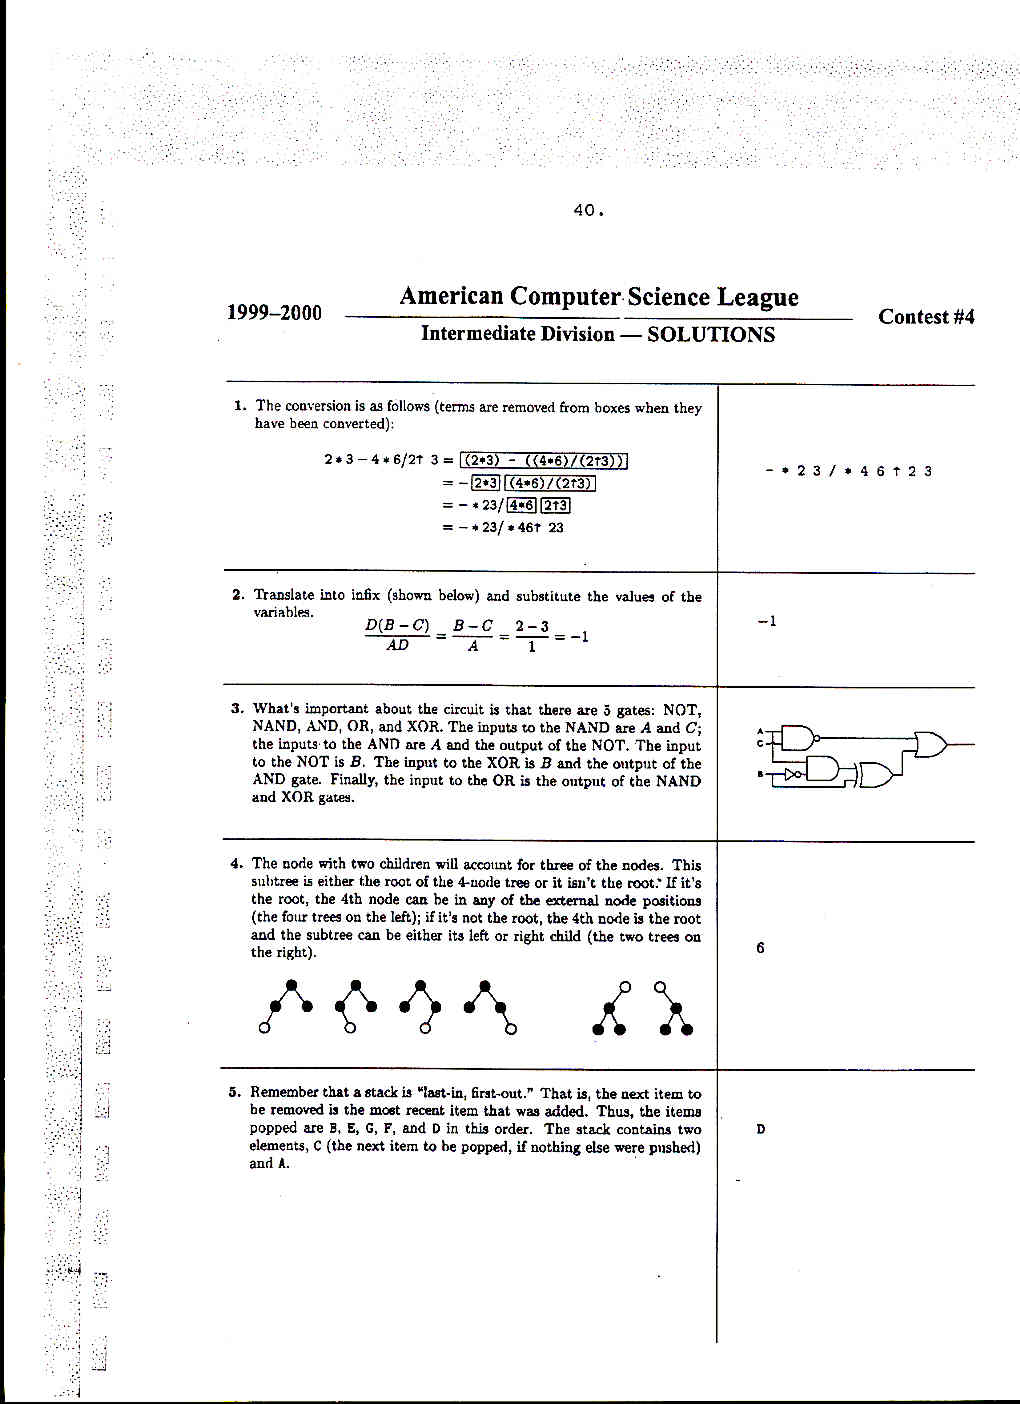 40.
American Computer Science League
1999–2000
Contest #4
Intermediate Division — SOLUTIONS
1. The conversion is as follows (terms are removed from boxes when they
have been converted):
2*3−4*6/2↑ 3 = (2*3) - ((4*6)/(2↑3))
= − 2*3 (4*6)/(2↑3)
= − * 23/ 4*6 2↑3
= − * 23/ * 46↑ 23
- * 2 3 / * 4 6 ↑ 2 3
2. Translate into infix (shown below) and substitute the values of the
variables.
D(B − C)/AD = B − C/A = 2 − 3/1 = −1
−1
3. What's important about the circuit is that there are 5 gates: NOT,
NAND, AND, OR, and XOR. The inputs to the NAND are A and C;
the inputs to the AND are A and the output of the NOT. The input
to the NOT is B. The input to the XOR is B and the output of the
AND gate. Finally, the input to the OR is the output of the NAND
and XOR gates.
A
C
B
4. The node with two children will account for three of the nodes. This
subtree is either the root of the 4-node tree or it isn't the root. If it's
the root, the 4th node can be in any of the external node positions
(the four trees on the left); if it's not the root, the 4th node is the root
and the subtree can be either its left or right child (the two trees on
the right).
6
5. Remember that a stack is "last-in, first-out." That is, the next item to
be removed is the most recent item that was added. Thus, the items
popped are B, E, G, F, and D in this order. The stack contains two
elements, C (the next item to be popped, if nothing else were pushed)
and A.
D